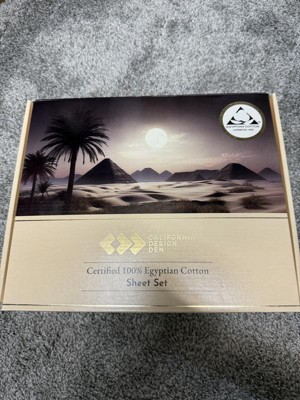 CALIFORNIA
DESIGN
DEN
Certified 100% Egyptian Cotton
Sheet Set